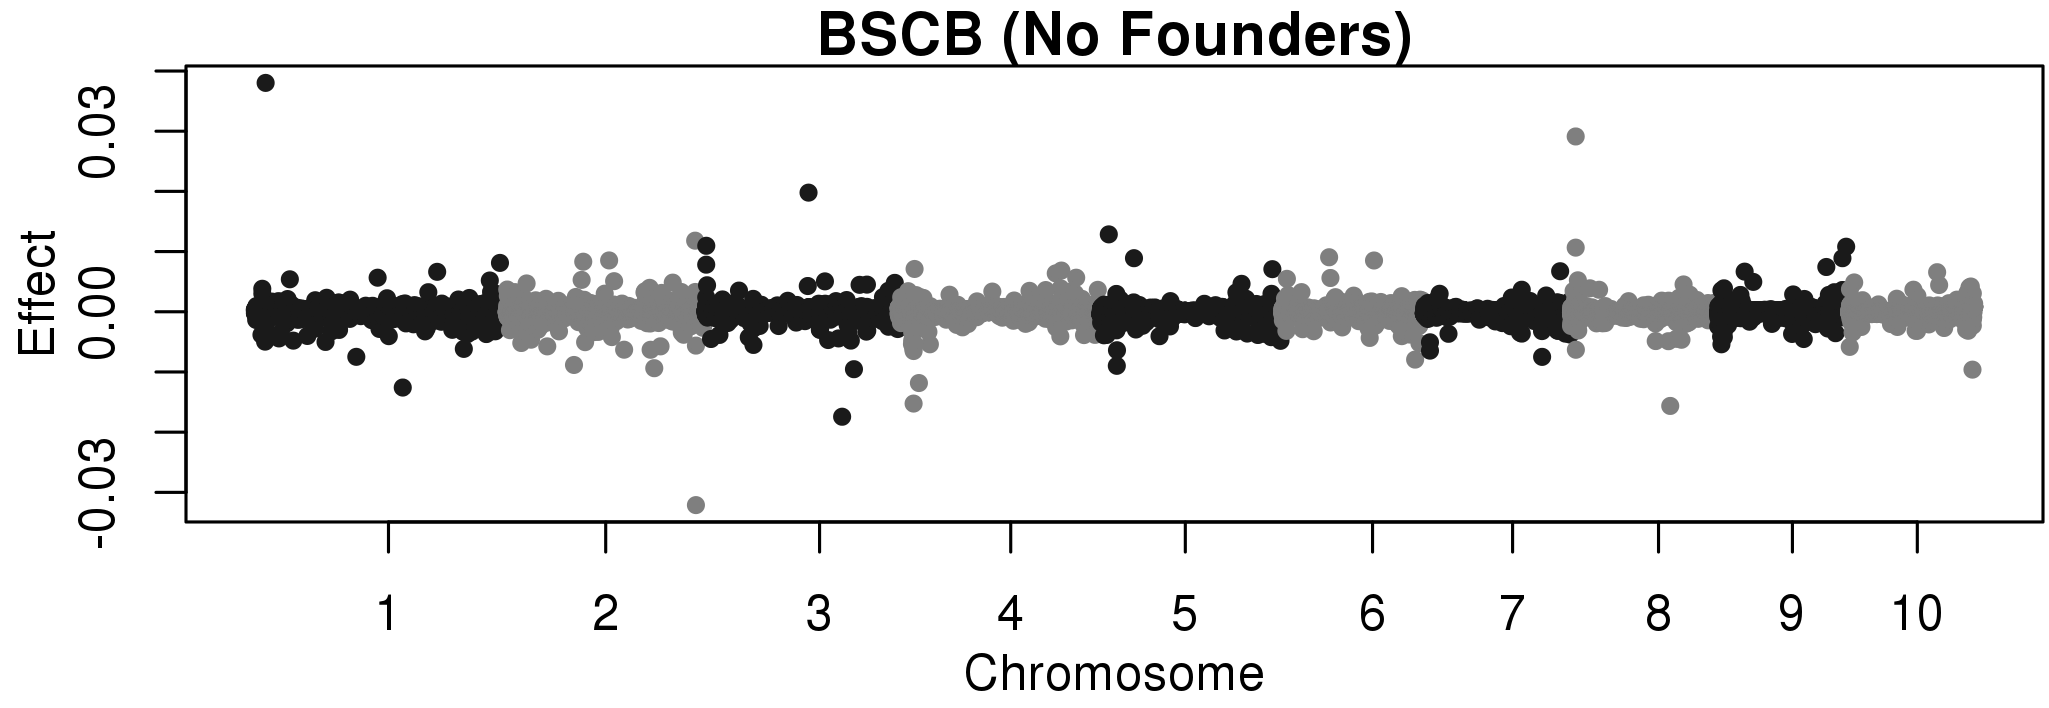 BSCB (No Founders)
Effect
0.03
0.00
-0.03
1 2 3 4 5 6 7 8 9 10
Chromosome